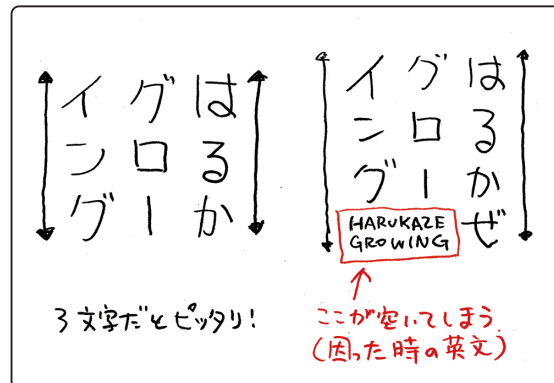 はるか
グロー
イング
3文字だとピッタリ!
はるかぜ
グロー
イング
HARUKAZE
GROWING
ここが空いてしまう
(困った時の英文)